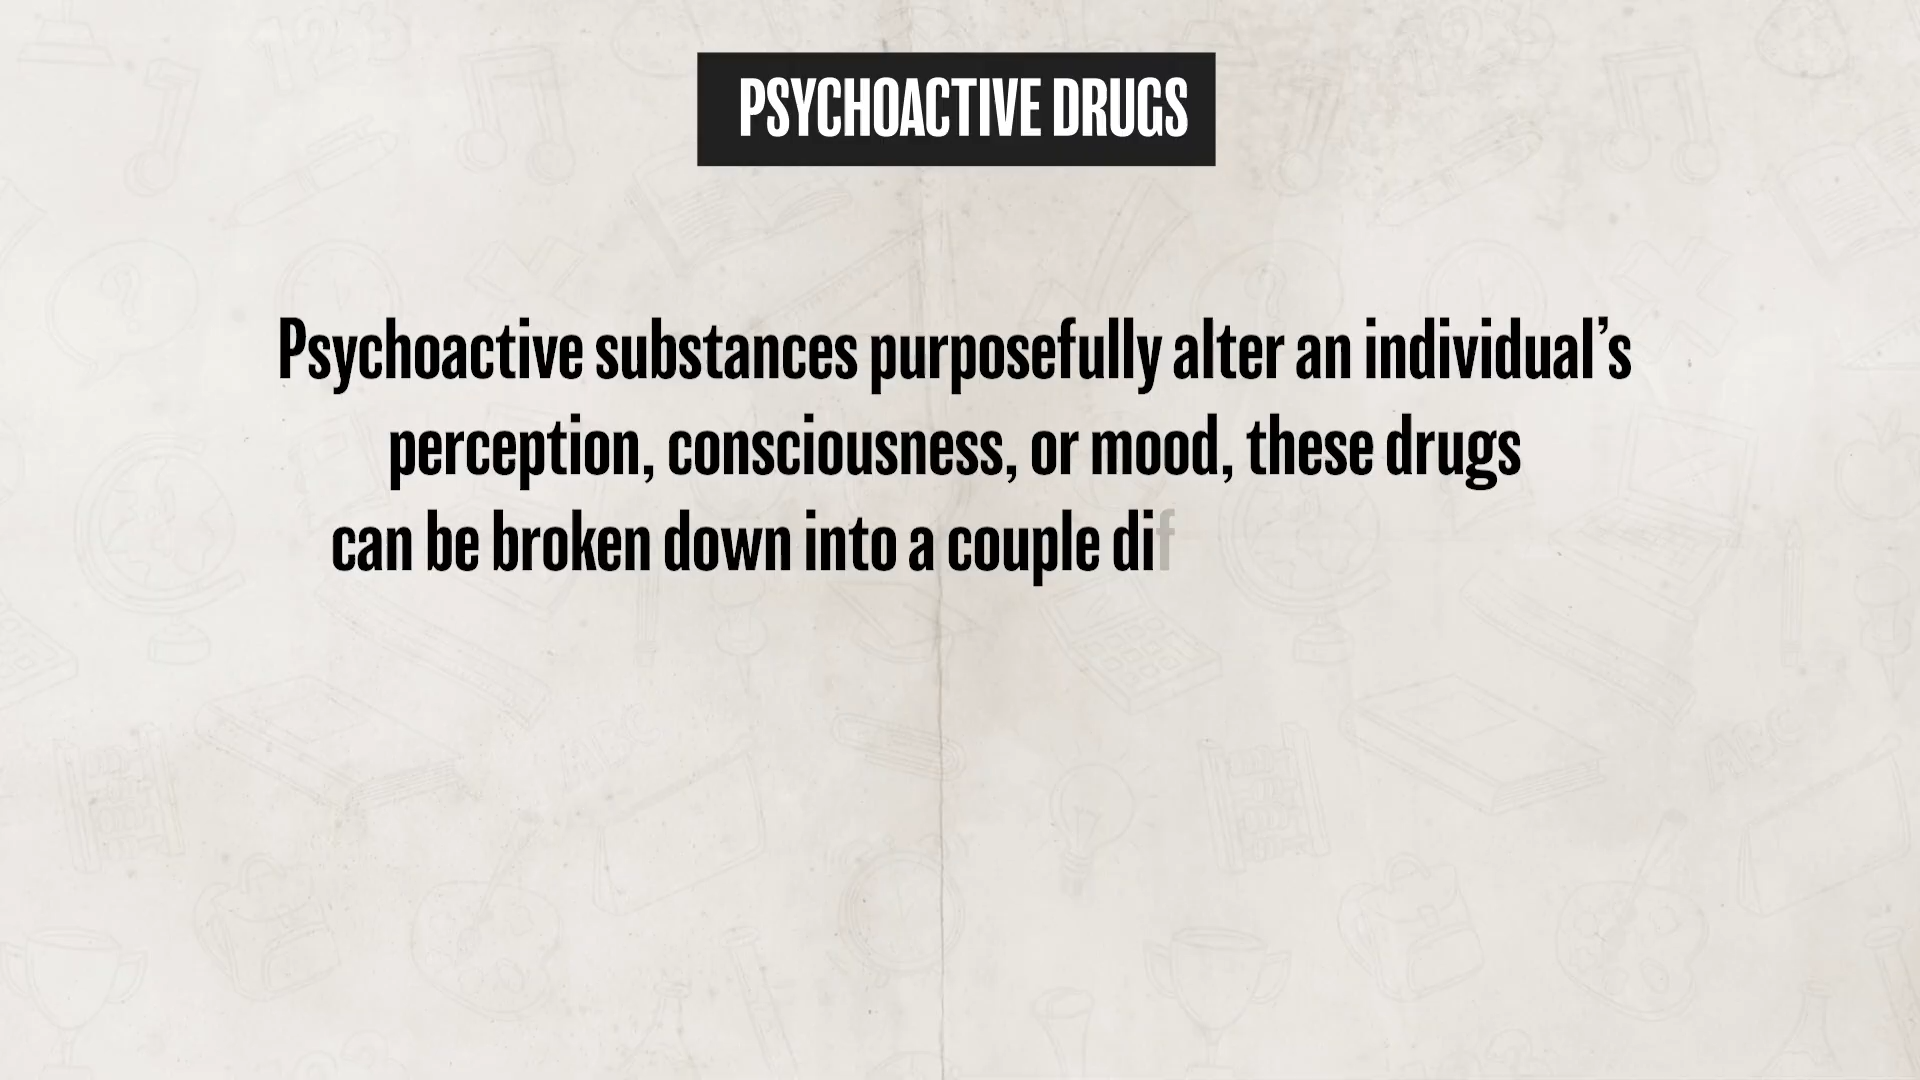 PSYCHOACTIVE DRUGS
Psychoactive substances purposefully alter an individual’s
perception, consciousness, or mood, these drugs
can be broken down into a couple dif